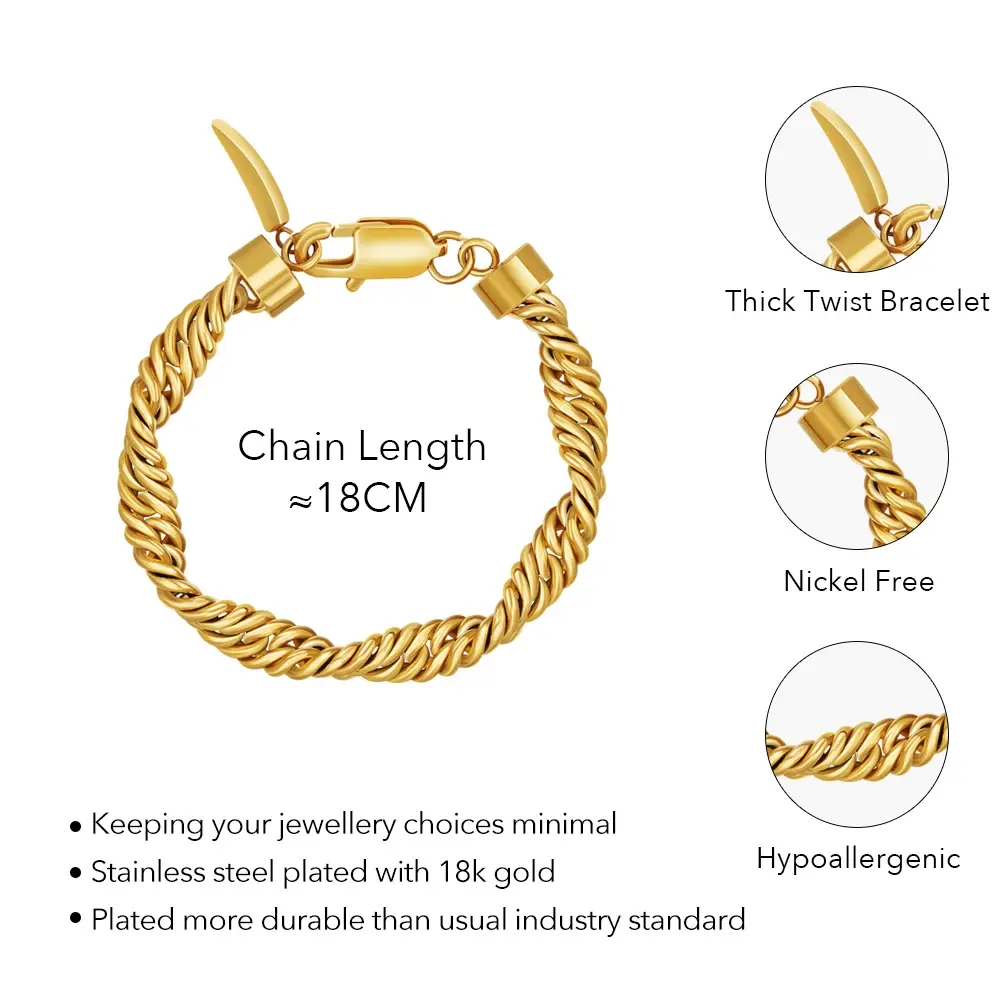 Thick Twist Bracelet
Chain Length
≈18CM
Nickel Free
Hypoallergenic
• Keeping your jewellery choices minimal
• Stainless steel plated with 18k gold
• Plated more durable than usual industry standard